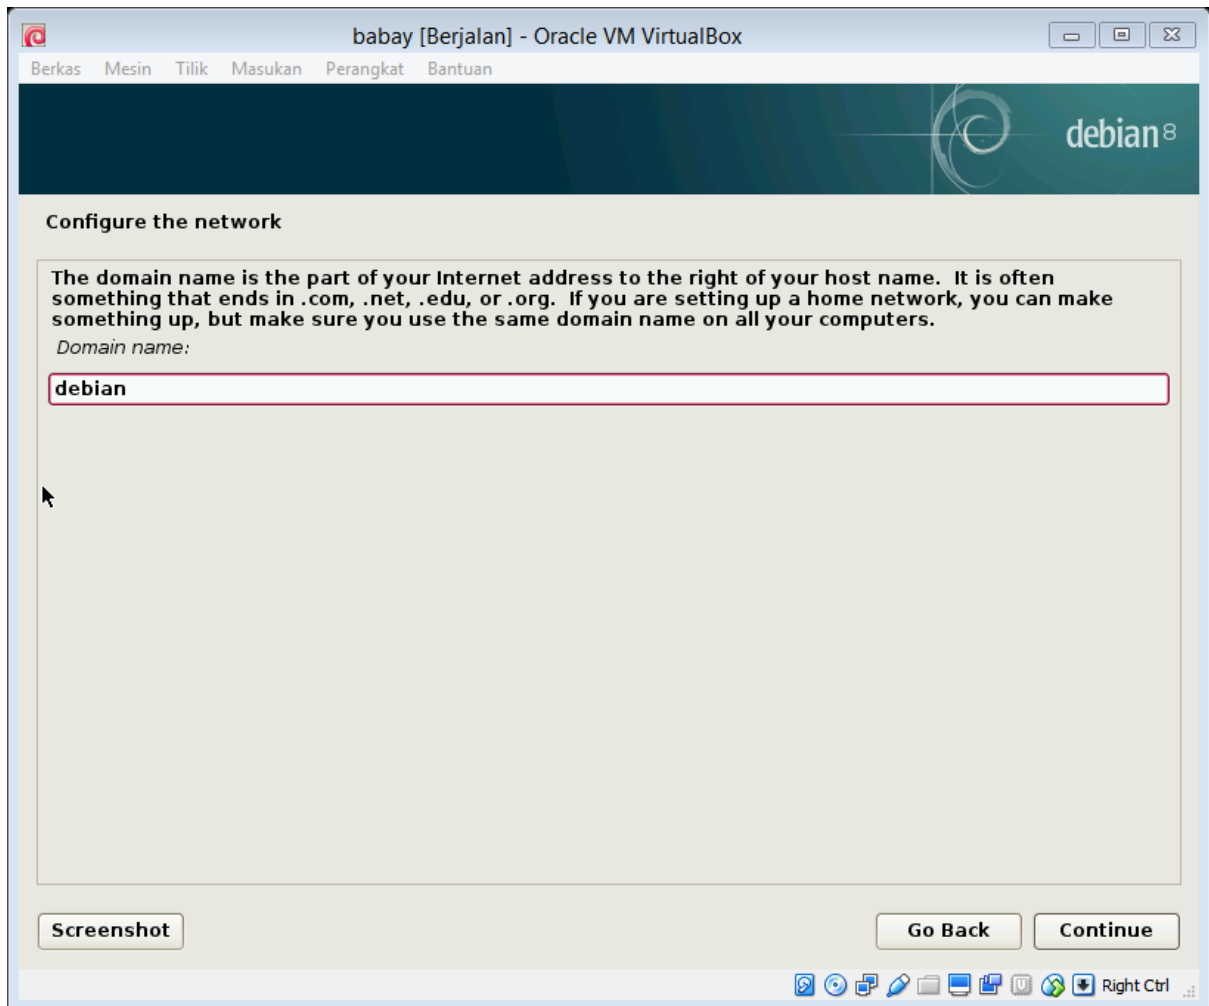 babay [Berjalan] - Oracle VM VirtualBox
Berkas Mesin Tilik Masukan Perangkat Bantuan
debian 8
Configure the network
The domain name is the part of your Internet address to the right of your host name. It is often
something that ends in .com, .net, .edu, or .org. If you are setting up a home network, you can make
something up, but make sure you use the same domain name on all your computers.
Domain name:
debian
Screenshot Go Back Continue
Right Ctrl